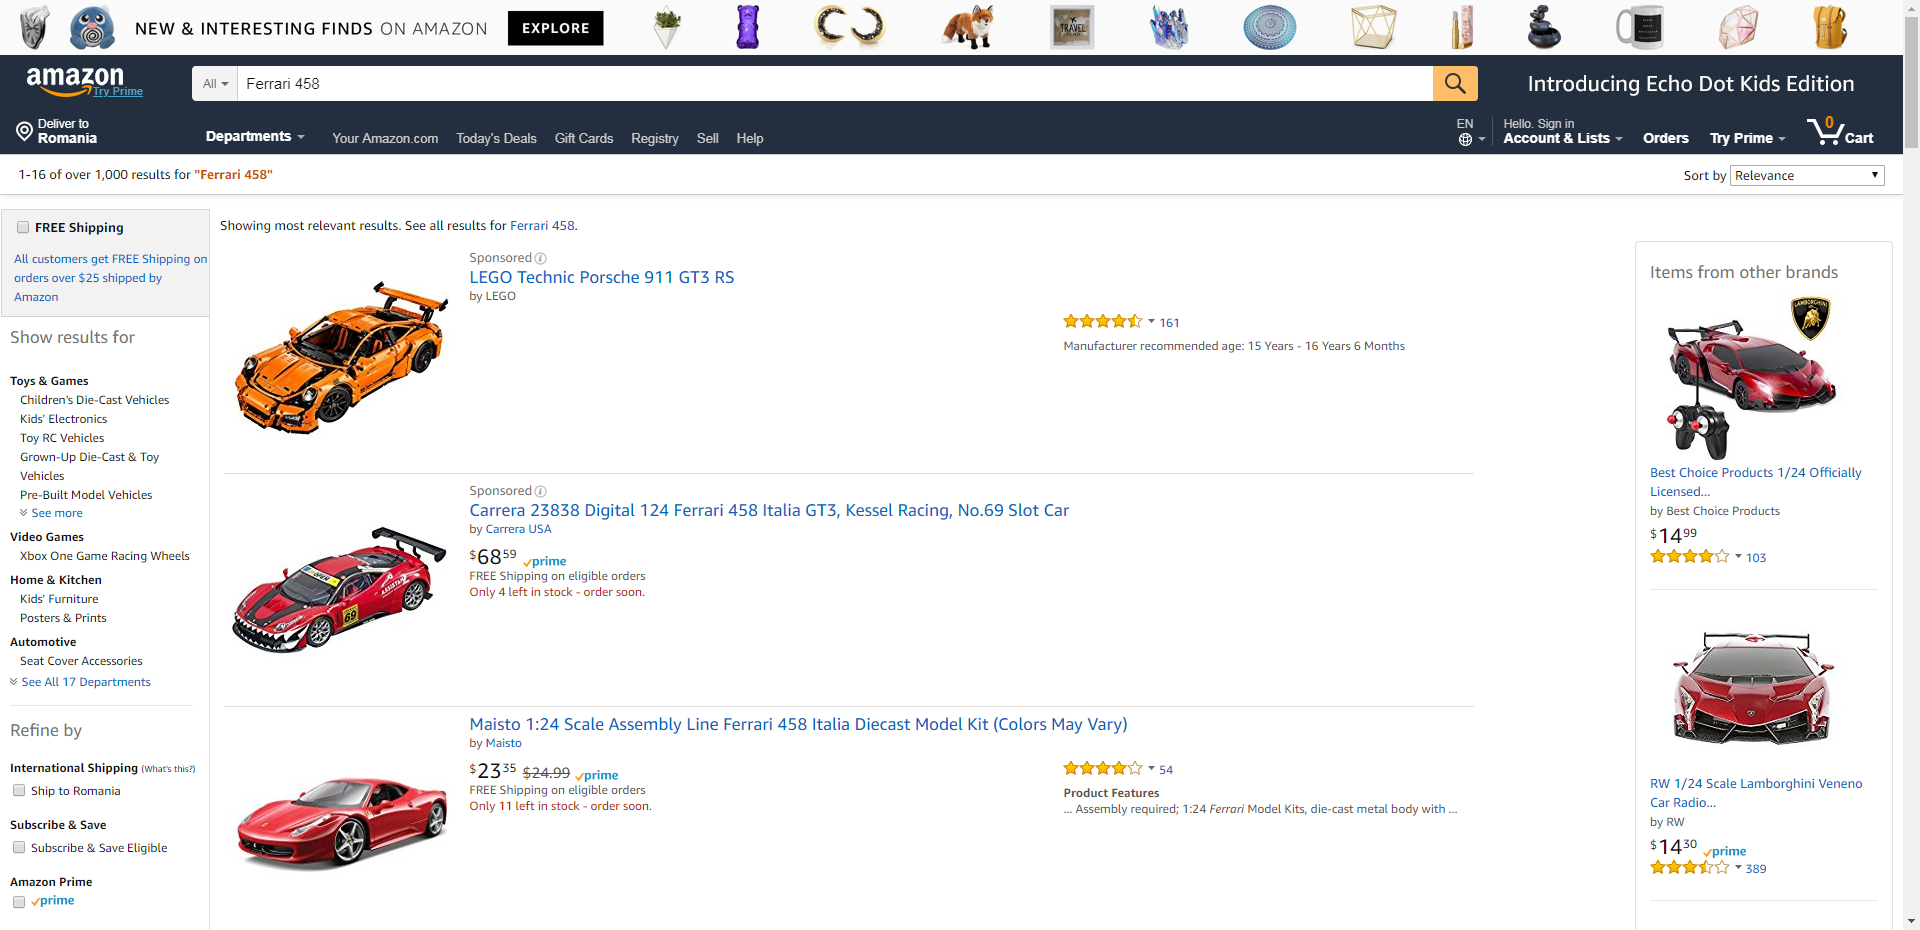 NEW & INTERESTING FINDS ON AMAZON
EXPLORE
TRAVEL
amazon
Try Prime
All
Ferrari 458
Introducing Echo Dot Kids Edition
Deliver to
Romania
Departments
Your Amazon.com
Today's Deals
Gift Cards
Registry
Sell
Help
EN
Hello. Sign in
Account & Lists
Orders
Try Prime
0
Cart
1-16 of over 1,000 results for "Ferrari 458"
Sort by
Relevance
FREE Shipping
All customers get FREE Shipping on
orders over $25 shipped by
Amazon
Show results for
Toys & Games
Children's Die-Cast Vehicles
Kids' Electronics
Toy RC Vehicles
Grown-Up Die-Cast & Toy
Vehicles
Pre-Built Model Vehicles
See more
Video Games
Xbox One Game Racing Wheels
Home & Kitchen
Kids' Furniture
Posters & Prints
Automotive
Seat Cover Accessories
See All 17 Departments
Refine by
International Shipping (What's this?)
Ship to Romania
Subscribe & Save
Subscribe & Save Eligible
Amazon Prime
prime
Showing most relevant results. See all results for Ferrari 458.
Sponsored
LEGO Technic Porsche 911 GT3 RS
by LEGO
161
Manufacturer recommended age: 15 Years - 16 Years 6 Months
Sponsored
Carrera 23838 Digital 124 Ferrari 458 Italia GT3, Kessel Racing, No.69 Slot Car
by Carrera USA
$68 59 prime
FREE Shipping on eligible orders
Only 4 left in stock - order soon.
69
Maisto 1:24 Scale Assembly Line Ferrari 458 Italia Diecast Model Kit (Colors May Vary)
by Maisto
$23 35 $24.99 prime
FREE Shipping on eligible orders
Only 11 left in stock - order soon.
54
Product Features
... Assembly required; 1:24 Ferrari Model Kits, die-cast metal body with ...
Items from other brands
LAMBORGHINI
Best Choice Products 1/24 Officially
Licensed...
by Best Choice Products
$14 99
103
RW 1/24 Scale Lamborghini Veneno
Car Radio...
by RW
$14 30 prime
389